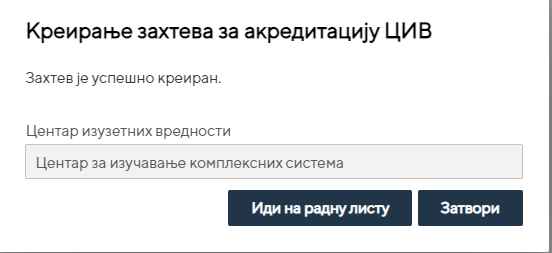 Креирање захтева за акредитацију ЦИВ
Захтев је успешно креиран.
Центар изузетних вредности
Центар за изучавање комплексних система
Иди на радну листу
Затвори